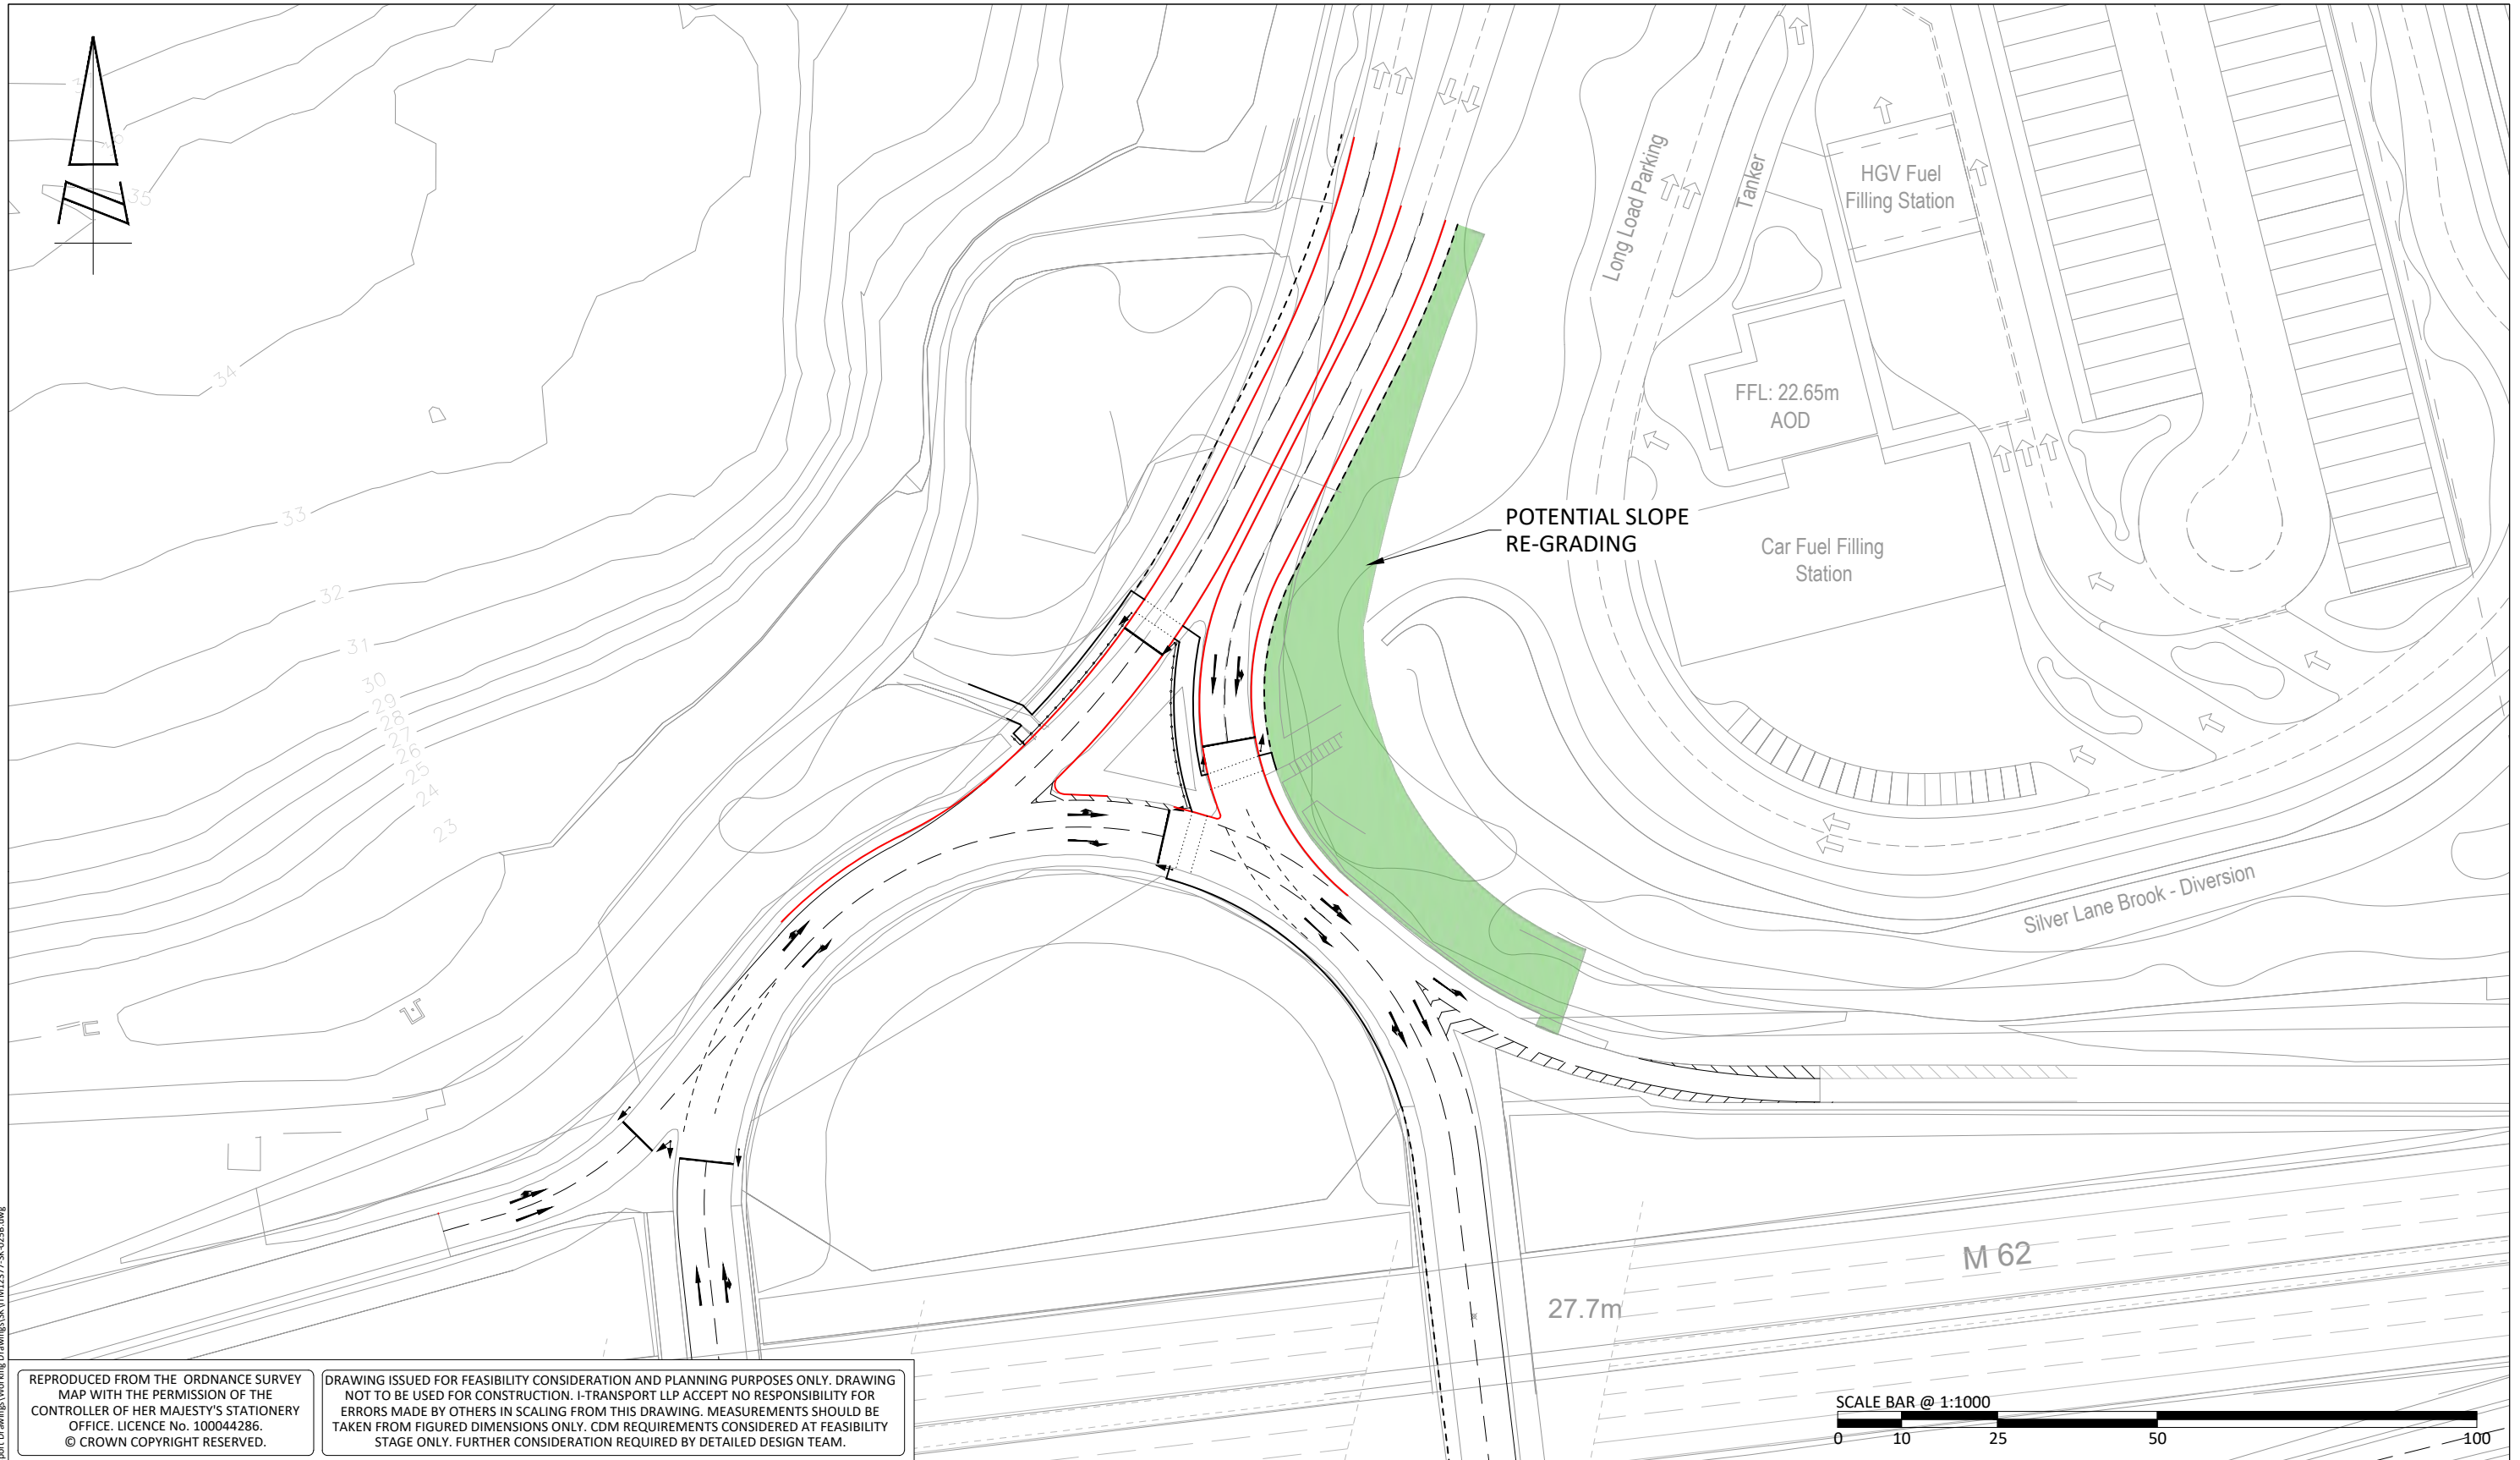 35
34
33
32
31
30
29
28
27
26
25
24
23
Long Load Parking
Tanker
HGV Fuel
Filling Station
FFL: 22.65m
AOD
POTENTIAL SLOPE
RE-GRADING
Car Fuel Filling
Station
Silver Lane Brook - Diversion
M 62
27.7m
REPRODUCED FROM THE ORDNANCE SURVEY
MAP WITH THE PERMISSION OF THE
CONTROLLER OF HER MAJESTY'S STATIONERY
OFFICE. LICENCE No. 100044286.
© CROWN COPYRIGHT RESERVED.
DRAWING ISSUED FOR FEASIBILITY CONSIDERATION AND PLANNING PURPOSES ONLY. DRAWING
NOT TO BE USED FOR CONSTRUCTION. I-TRANSPORT LLP ACCEPT NO RESPONSIBILITY FOR
ERRORS MADE BY OTHERS IN SCALING FROM THIS DRAWING. MEASUREMENTS SHOULD BE
TAKEN FROM FIGURED DIMENSIONS ONLY. CDM REQUIREMENTS CONSIDERED AT FEASIBILITY
STAGE ONLY. FURTHER CONSIDERATION REQUIRED BY DETAILED DESIGN TEAM.
SCALE BAR @ 1:1000
0 10 25 50 100